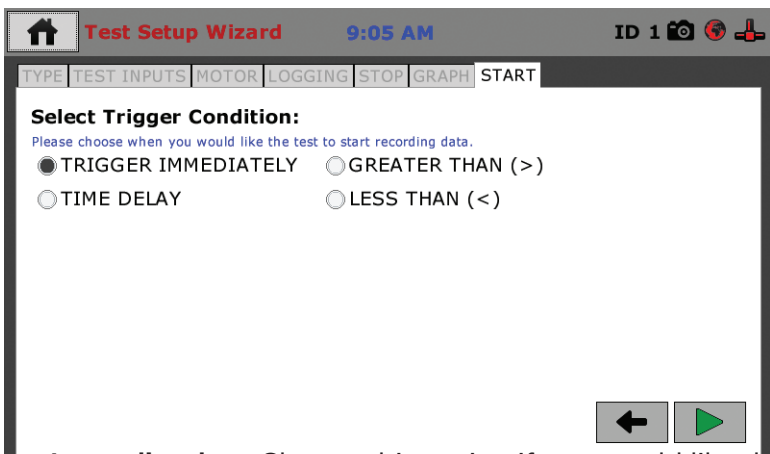 Test Setup Wizard 9:05 AM ID 1
TYPE TEST INPUTS MOTOR LOGGING STOP GRAPH START
Select Trigger Condition:
Please choose when you would like the test to start recording data.
TRIGGER IMMEDIATELY GREATER THAN (>)
TIME DELAY LESS THAN (<)